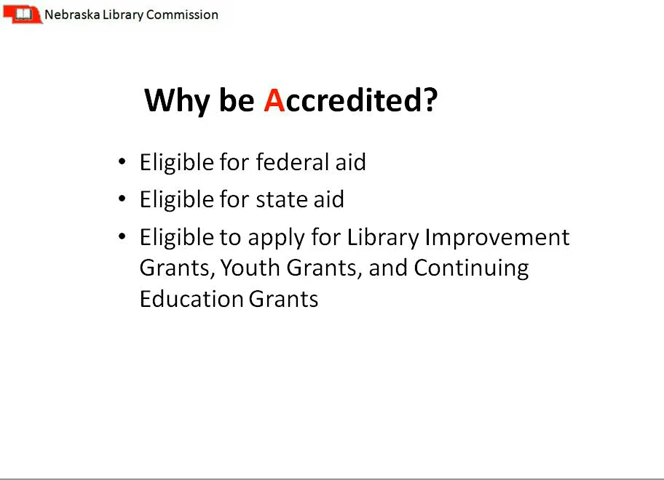 Nebraska Library Commission
Why be Accredited?
• Eligible for federal aid
• Eligible for state aid
• Eligible to apply for Library Improvement
Grants, Youth Grants, and Continuing
Education Grants